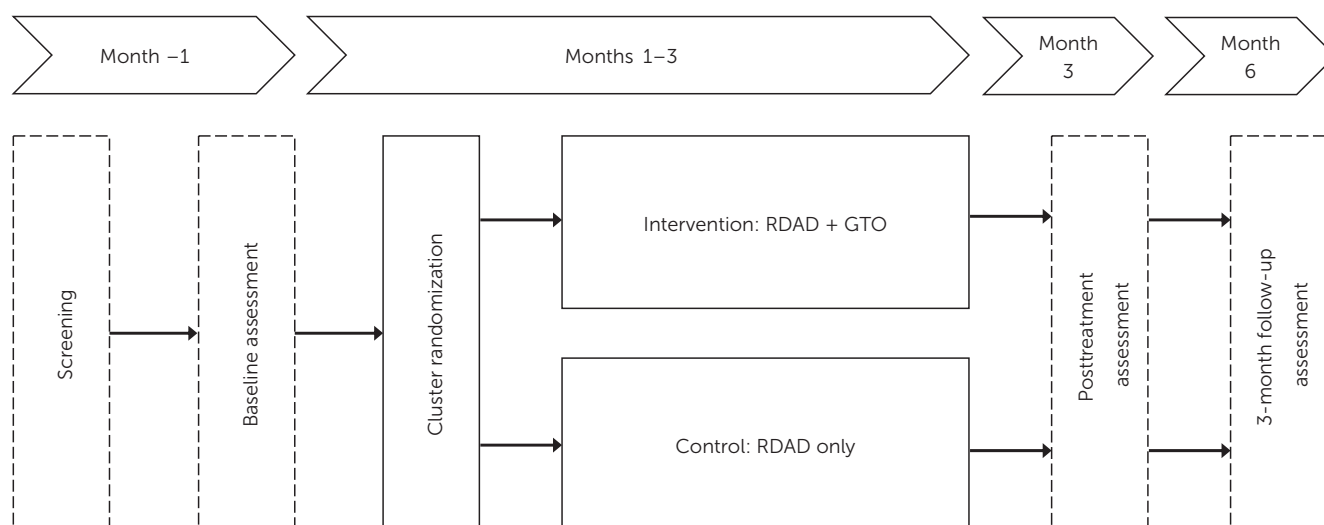 Month –1
Months 1–3
Month
3
Month
6
Screening
Baseline assessment
Cluster randomization
Intervention: RDAD + GTO
Control: RDAD only
Posttreatment
assessment
3-month follow-up
assessment